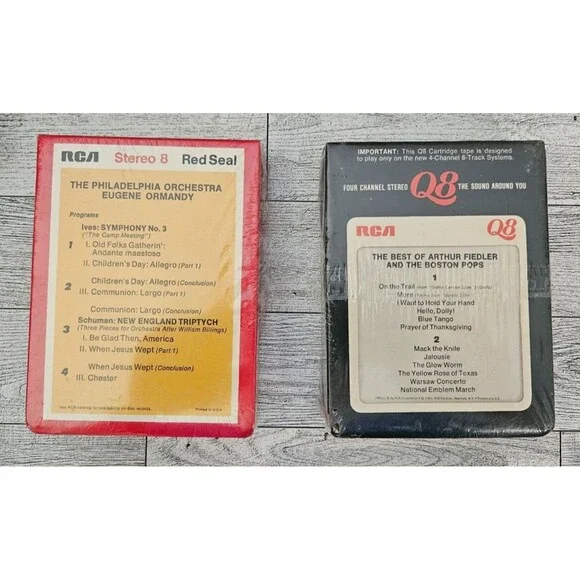 RCA Stereo 8 Red Seal
THE PHILADELPHIA ORCHESTRA
EUGENE ORMANDY
Programs
Ives: SYMPHONY No. 3
("The Camp Meeting")
1 I. Old Folks Gatherin':
Andante maestoso
II. Children's Day: Allegro (Part 1)
Children's Day: Allegro (Conclusion)
2
III. Communion: Largo (Part 1)
Communion: Largo (Conclusion)
3 Schuman: NEW ENGLAND TRIPTYCH
(Three Pieces for Orchestra After William Billings)
I. Be Glad Then, America
II. When Jesus Wept (Part 1)
4 When Jesus Wept (Conclusion)
III. Chester
Printed in U.S.A.
IMPORTANT: This Q8 Cartridge tape is designed
to play only on the new 4-Channel 8-Track Systems.
FOUR CHANNEL STEREO Q8 THE SOUND AROUND YOU
RCA Q8
THE BEST OF ARTHUR FIEDLER
AND THE BOSTON POPS
1
On the Trail
More
I Want to Hold Your Hand
Hello, Dolly!
Blue Tango
Prayer of Thanksgiving
2
Mack the Knife
Jalousie
The Glow Worm
The Yellow Rose of Texas
Warsaw Concerto
National Emblem March